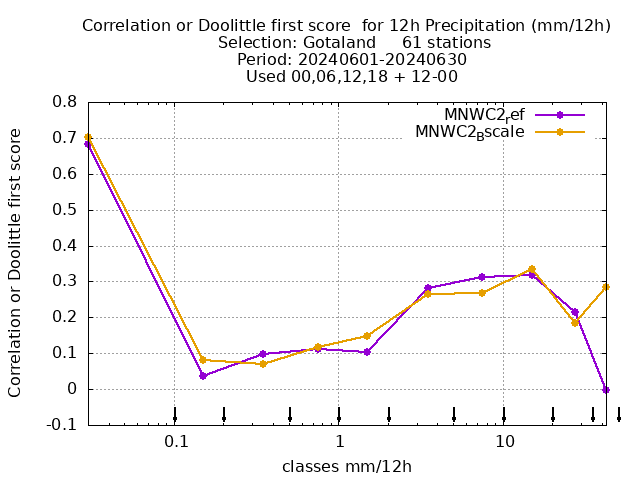 Correlation or Doolittle first score  for 12h Precipitation (mm/12h)
Selection: Gotaland     61 stations
Period: 20240601-20240630
Used 00,06,12,18 + 12-00
MNWC2ref
MNWC2Bscale
Correlation or Doolittle first score
0.8
0.7
0.6
0.5
0.4
0.3
0.2
0.1
0
-0.1
0.1
1
10
classes mm/12h